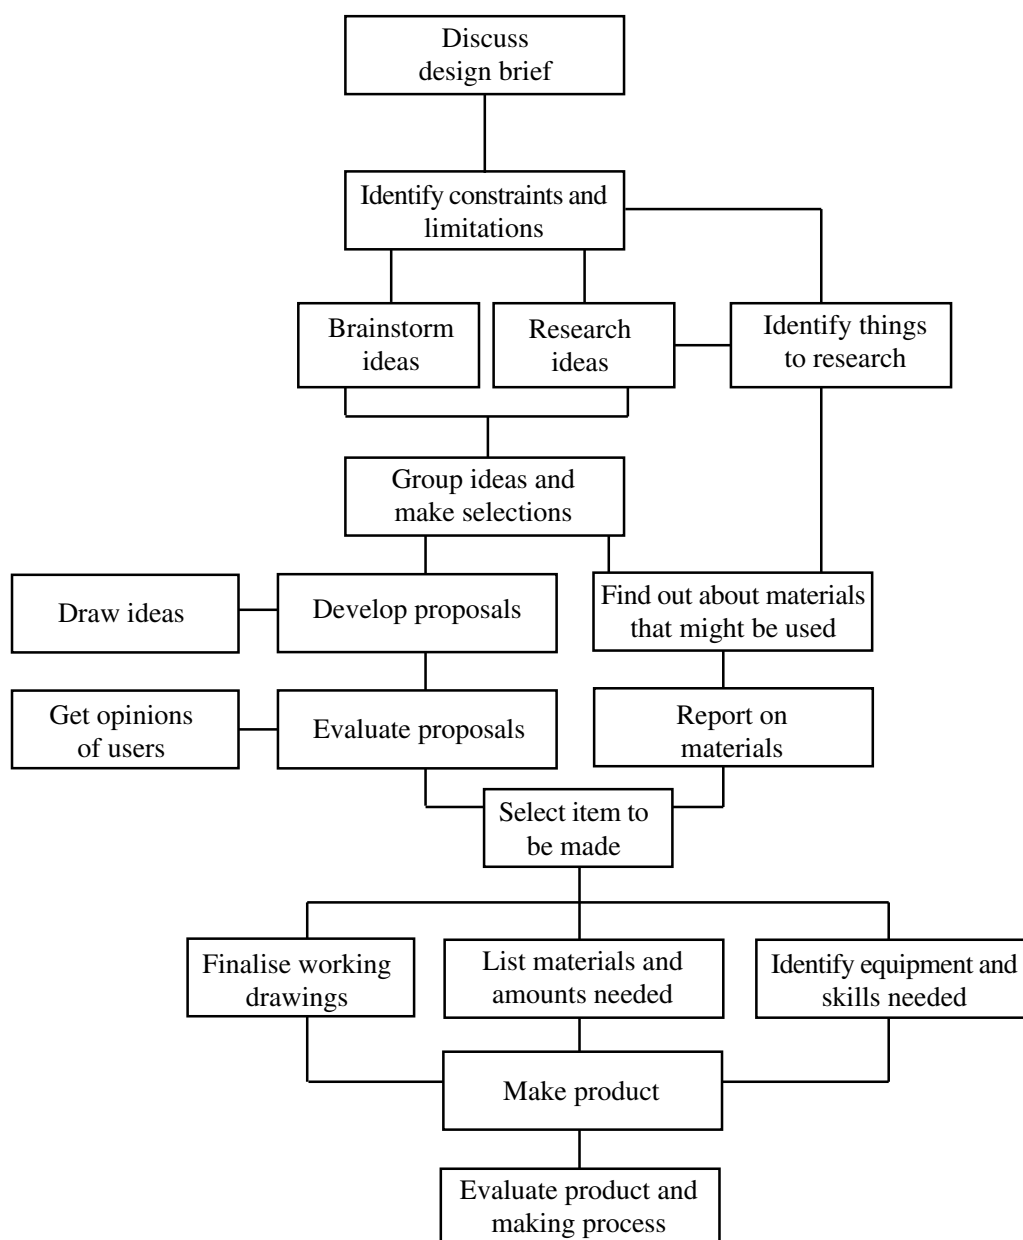 Discuss
design brief
Identify constraints and
limitations
Brainstorm
ideas
Research
ideas
Identify things
to research
Group ideas and
make selections
Draw ideas
Develop proposals
Find out about materials
that might be used
Get opinions
of users
Evaluate proposals
Report on
materials
Select item to
be made
Finalise working
drawings
List materials and
amounts needed
Identify equipment and
skills needed
Make product
Evaluate product and
making process